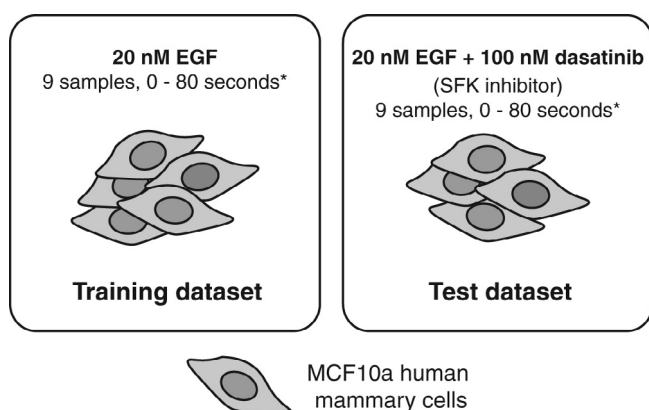 20 nM EGF
9 samples, 0 - 80 seconds*
Training dataset
20 nM EGF + 100 nM dasatinib
(SFK inhibitor)
9 samples, 0 - 80 seconds*
Test dataset
MCF10a human
mammary cells